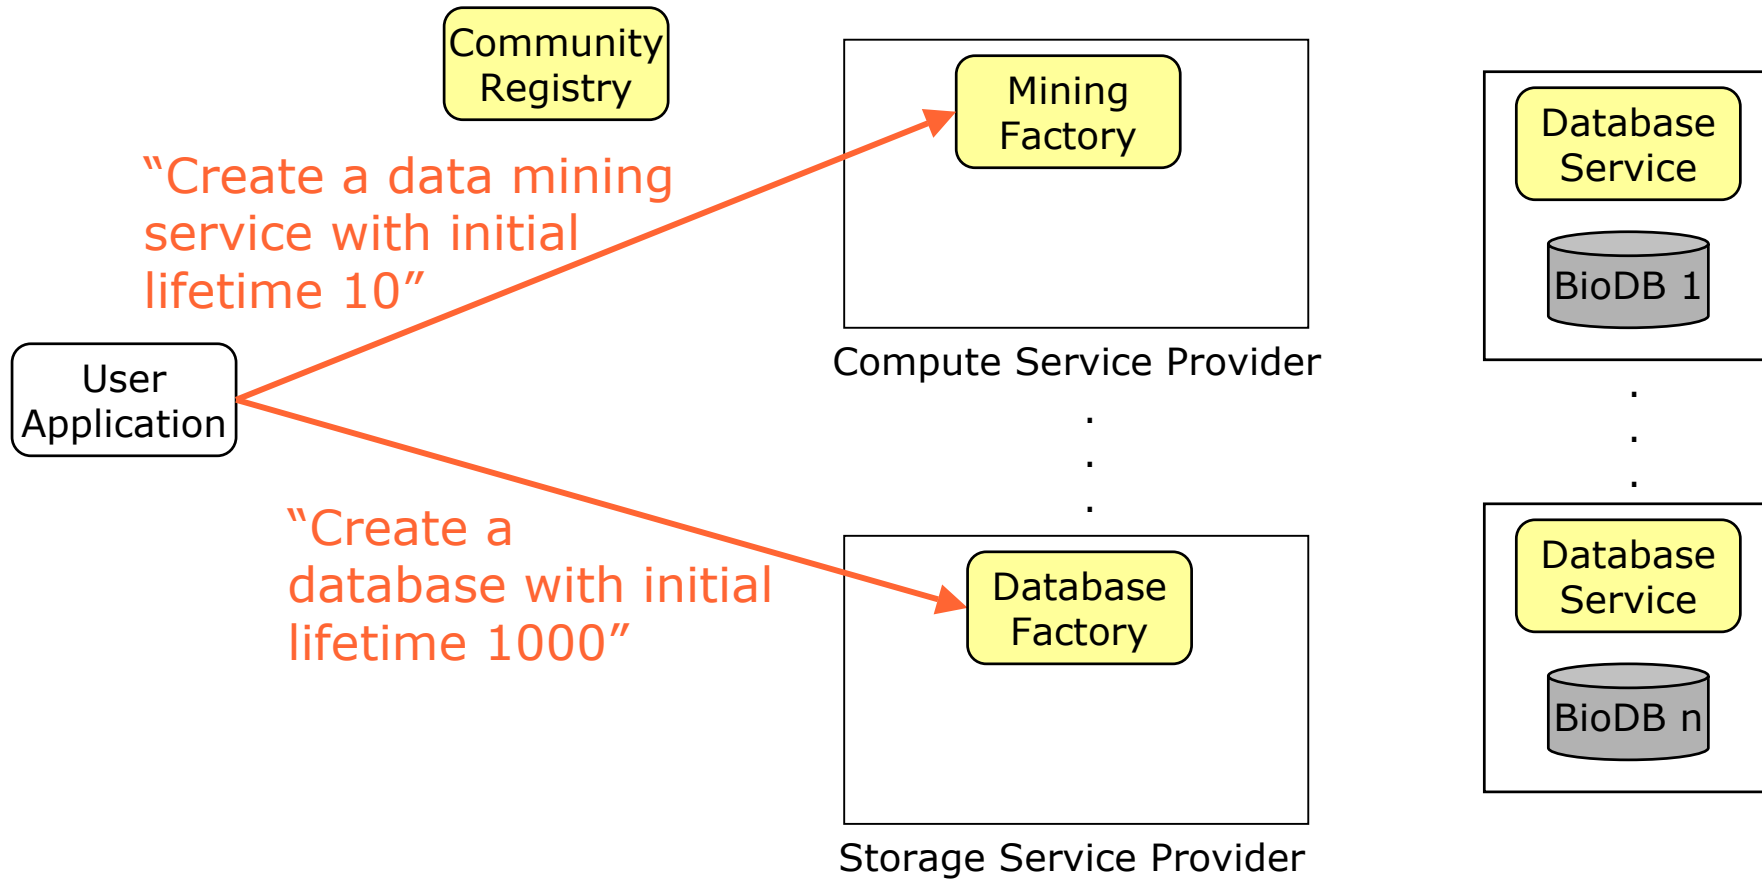 Community
Registry
Mining
Factory
Database
Service
“Create a data mining
service with initial
lifetime 10”
BioDB 1
User
Application
Compute Service Provider
.
.
.
.
.
.
“Create a
database with initial
lifetime 1000”
Database
Factory
Database
Service
BioDB n
Storage Service Provider